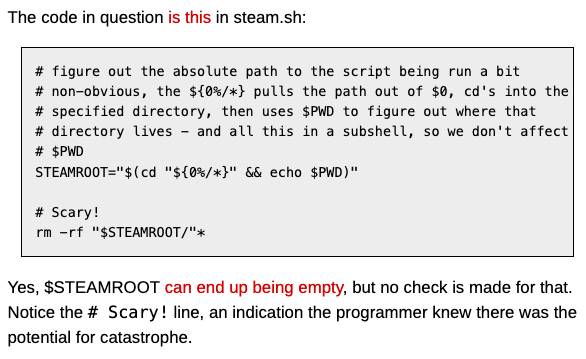 The code in question is this in steam.sh:
# figure out the absolute path to the script being run a bit
# non-obvious, the ${0%/*} pulls the path out of $0, cd's into the
# specified directory, then uses $PWD to figure out where that
# directory lives - and all this in a subshell, so we don't affect
# $PWD
STEAMROOT="$(cd "${0%/*}" && echo $PWD)"
# Scary!
rm -rf "$STEAMROOT/"*
Yes, $STEAMROOT can end up being empty, but no check is made for that.
Notice the # Scary! line, an indication the programmer knew there was the
potential for catastrophe.